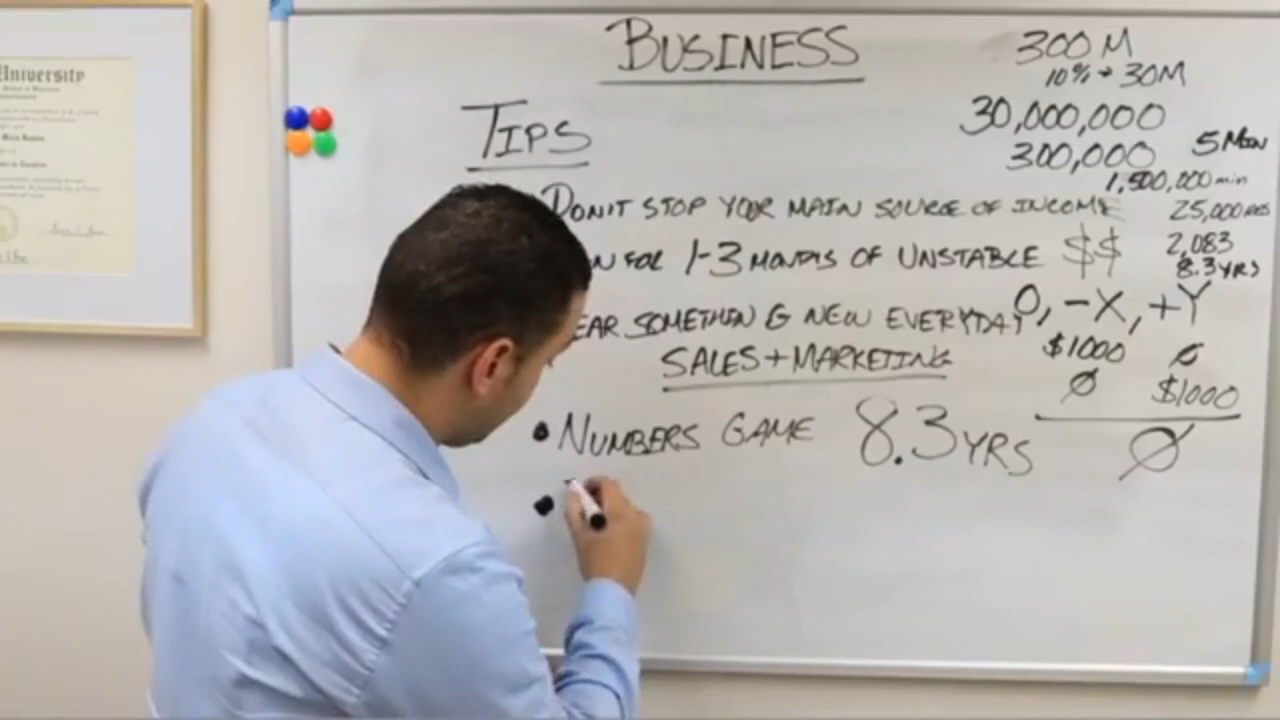 University
BUSINESS
TIPS
300 M
10% → 30M
30,000,000
300,000 5 MIN
1,500,000 min
DON'T STOP YOUR MAIN SOURCE OF INCOME
25,000
FOR 1-3 MONTHS OF UNSTABLE $$
2,083
8.3 YRS
SOMETHING NEW EVERYDAY
0, -X, +Y
SALES + MARKETING
$1000 Ø
Ø $1000
Ø
• NUMBERS GAME 8.3 YRS
•